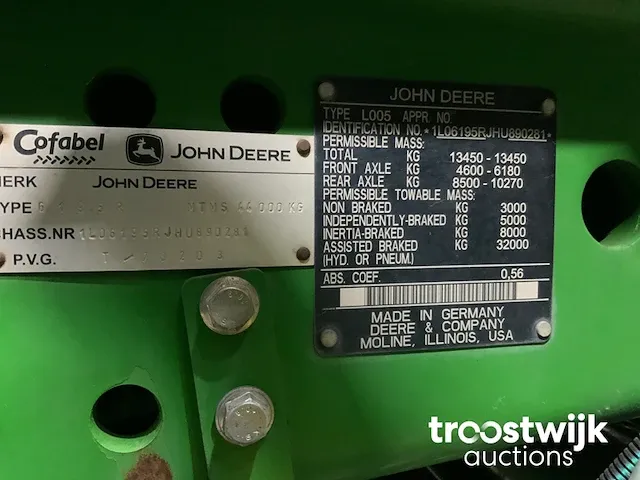 Cofabel JOHN DEERE
MERK JOHN DEERE
TYPE MTMS 44 000 KG
CHASS.NR 1L06195RJHU890281
P.V.G.
JOHN DEERE
TYPE L005 APPR. NO
IDENTIFICATION NO. *1L06195RJHU890281*
PERMISSIBLE MASS:
TOTAL KG 13450 - 13450
FRONT AXLE KG 4600 - 6180
REAR AXLE KG 8500 - 10270
PERMISSIBLE TOWABLE MASS:
NON BRAKED KG 3000
INDEPENDENTLY-BRAKED KG 5000
INERTIA-BRAKED KG 8000
ASSISTED BRAKED KG 32000
(HYD. OR PNEUM.)
ABS. COEF. 0,56
MADE IN GERMANY
DEERE & COMPANY
MOLINE, ILLINOIS, USA
troostwijk
auctions